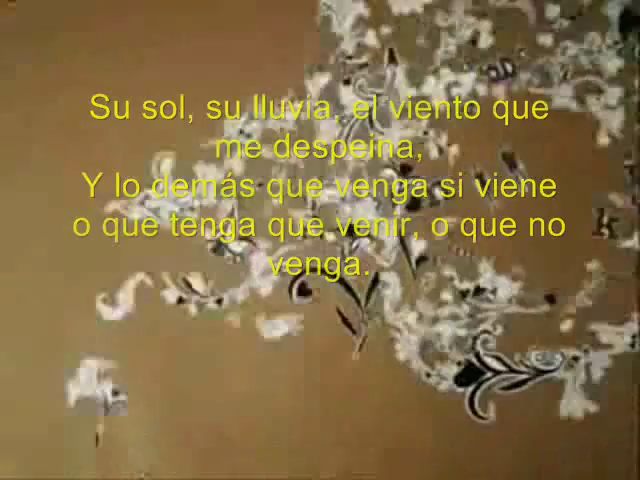 Su sol, su lluvia, el viento que
me despeina,
Y lo demás que venga si viene
o que tenga que venir, o que no
venga.